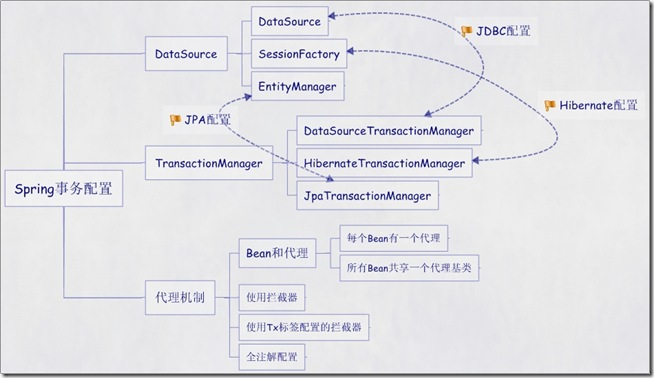 DataSource
JDBC配置
DataSource
SessionFactory
EntityManager
Hibernate配置
JPA配置
DataSourceTransactionManager
TransactionManager
HibernateTransactionManager
JpaTransactionManager
Spring事务配置
每个Bean有一个代理
Bean和代理
所有Bean共享一个代理基类
代理机制
使用拦截器
使用Tx标签配置的拦截器
全注解配置